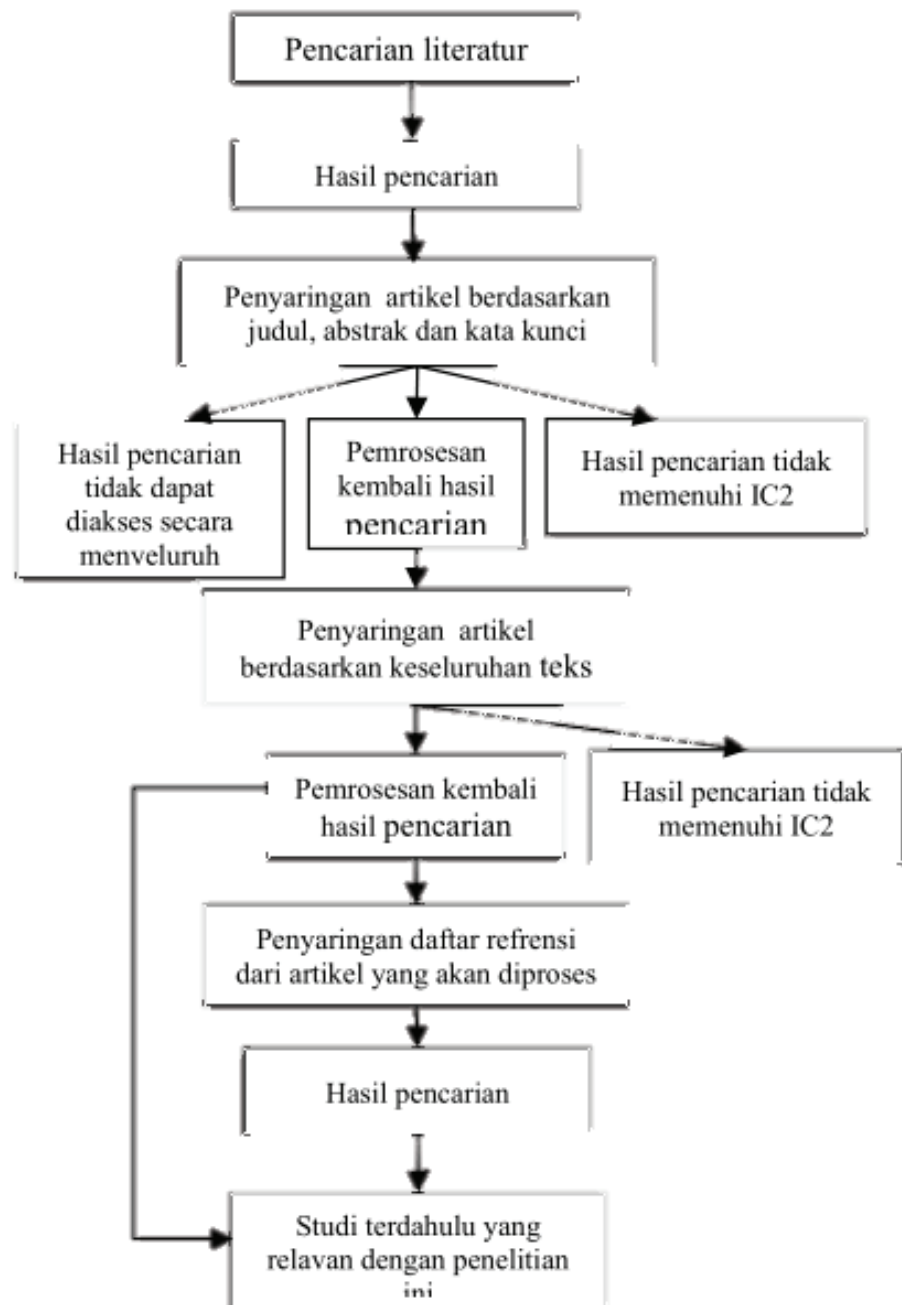 Pencarian literatur
Hasil pencarian
Penyaringan artikel berdasarkan
judul, abstrak dan kata kunci
Hasil pencarian
tidak dapat
diakses secara
menyeluruh
Pemrosesan
kembali hasil
pencarian
Hasil pencarian tidak
memenuhi IC2
Penyaringan artikel
berdasarkan keseluruhan teks
Pemrosesan kembali
hasil pencarian
Hasil pencarian tidak
memenuhi IC2
Penyaringan daftar refrensi
dari artikel yang akan diproses
Hasil pencarian
Studi terdahulu yang
relavan dengan penelitian
ini